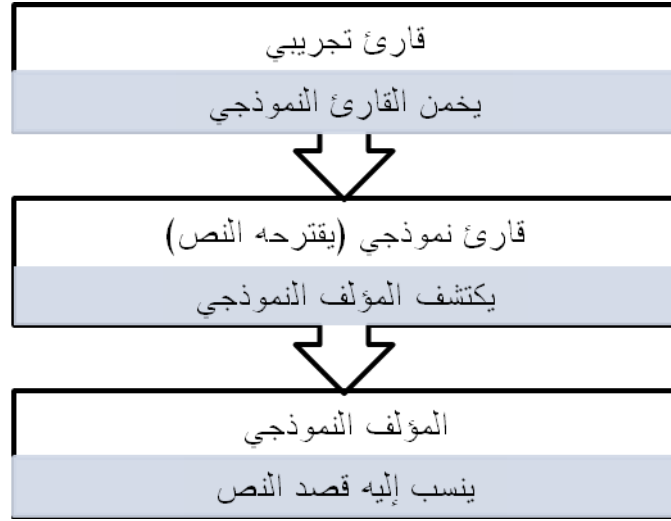 قارئ تجريبي
يخمن القارئ النموذجي
قارئ نموذجي (يقترحه النص)
يكتشف المؤلف النموذجي
المؤلف النموذجي
ينسب إليه قصد النص